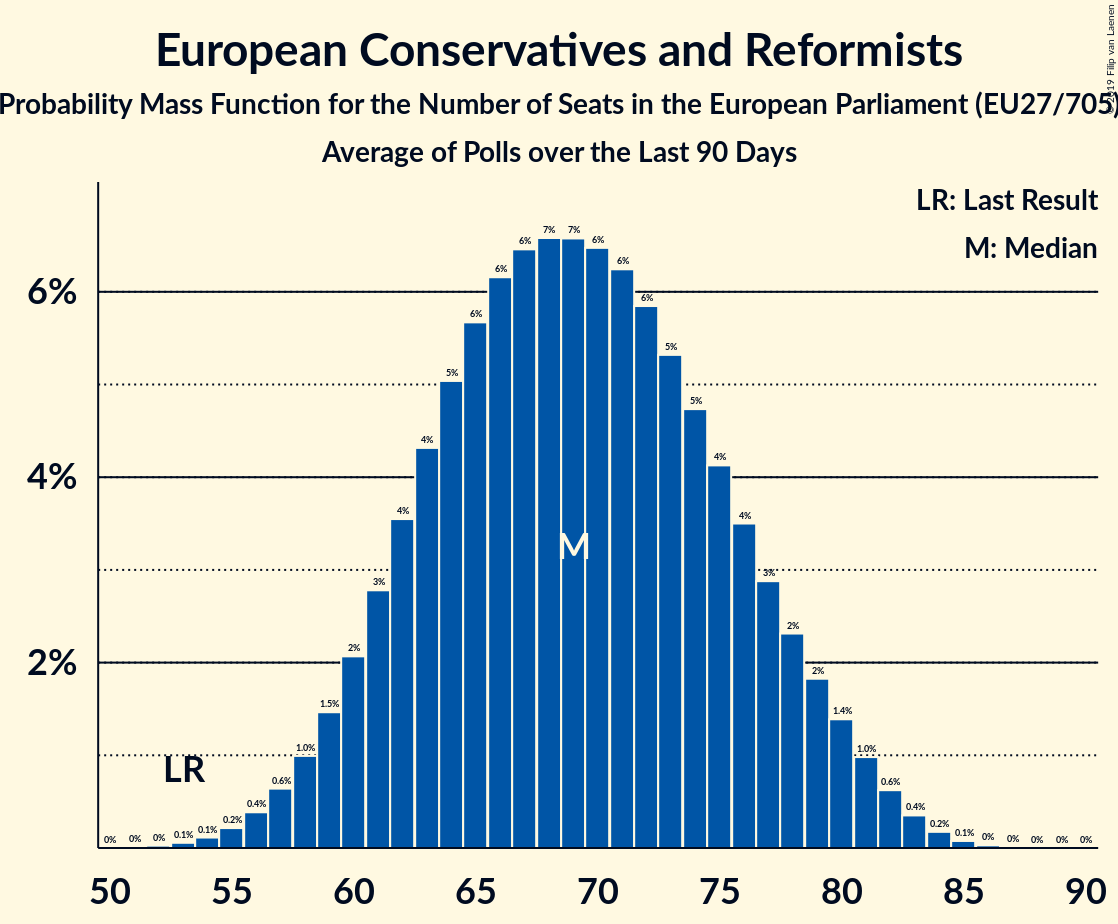 European Conservatives and Reformists
Probability Mass Function for the Number of Seats in the European Parliament (EU27/705)
Average of Polls over the Last 90 Days
© 2019 Filip van Laenen
LR: Last Result
M: Median
6%
4%
2%
0% 0% 0% 0.1% 0.1% 0.2% 0.4% 0.6% 1.0% 1.5% 2% 3% 4% 4% 5% 6% 6% 6% 7% 7% 6% 6% 6% 5% 5% 4% 4% 3% 2% 2% 1.4% 1.0% 0.6% 0.4% 0.2% 0.1% 0% 0% 0% 0% 0%
M
LR
50 55 60 65 70 75 80 85 90